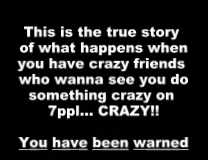 This is the true story
of what happens when
you have crazy friends
who wanna see you do
something crazy on
7ppl... CRAZY!!
You have been warned